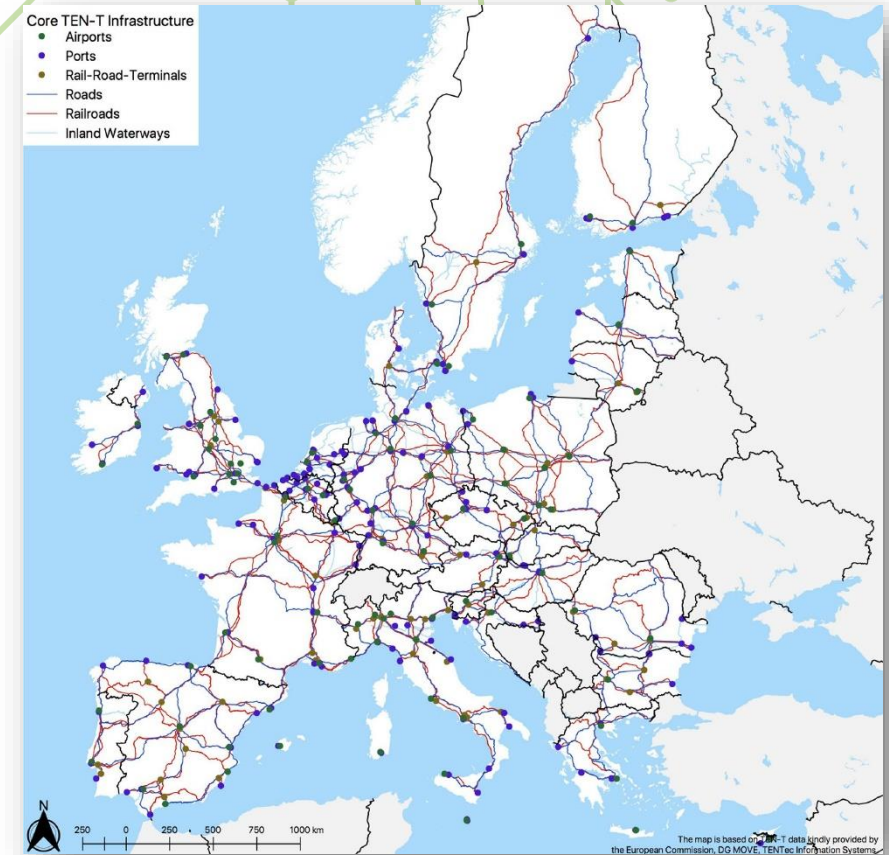 Core TEN-T Infrastructure
Airports
Ports
Rail-Road-Terminals
Roads
Railroads
Inland Waterways
N
250 0 250 500 750 1000 km
The map is based on TEN-T data kindly provided by
the European Commission, DG MOVE, TENTec Information Systems